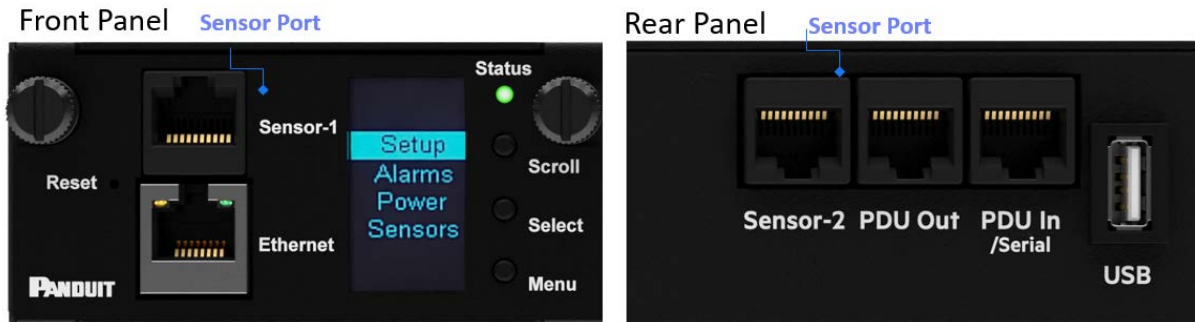 Front Panel
Sensor Port
Sensor-1
Reset
Ethernet
PANDUIT
Setup
Alarms
Power
Sensors
Status
Scroll
Select
Menu
Rear Panel
Sensor Port
Sensor-2
PDU Out
PDU In
/Serial
USB